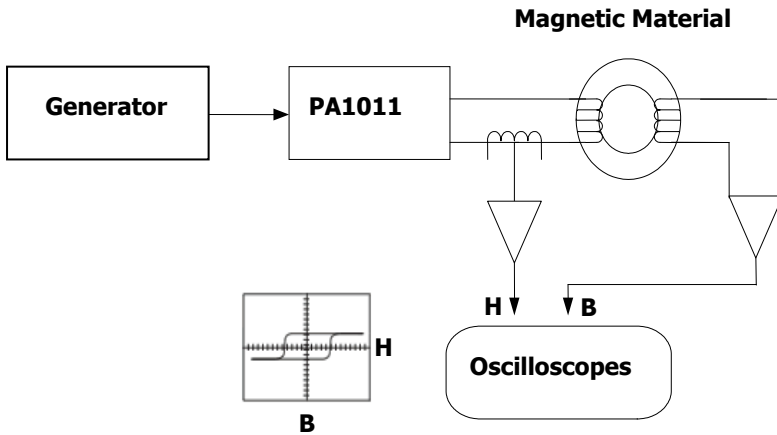 Magnetic Material
Generator
PA1011
H
B
H
Oscilloscopes
B